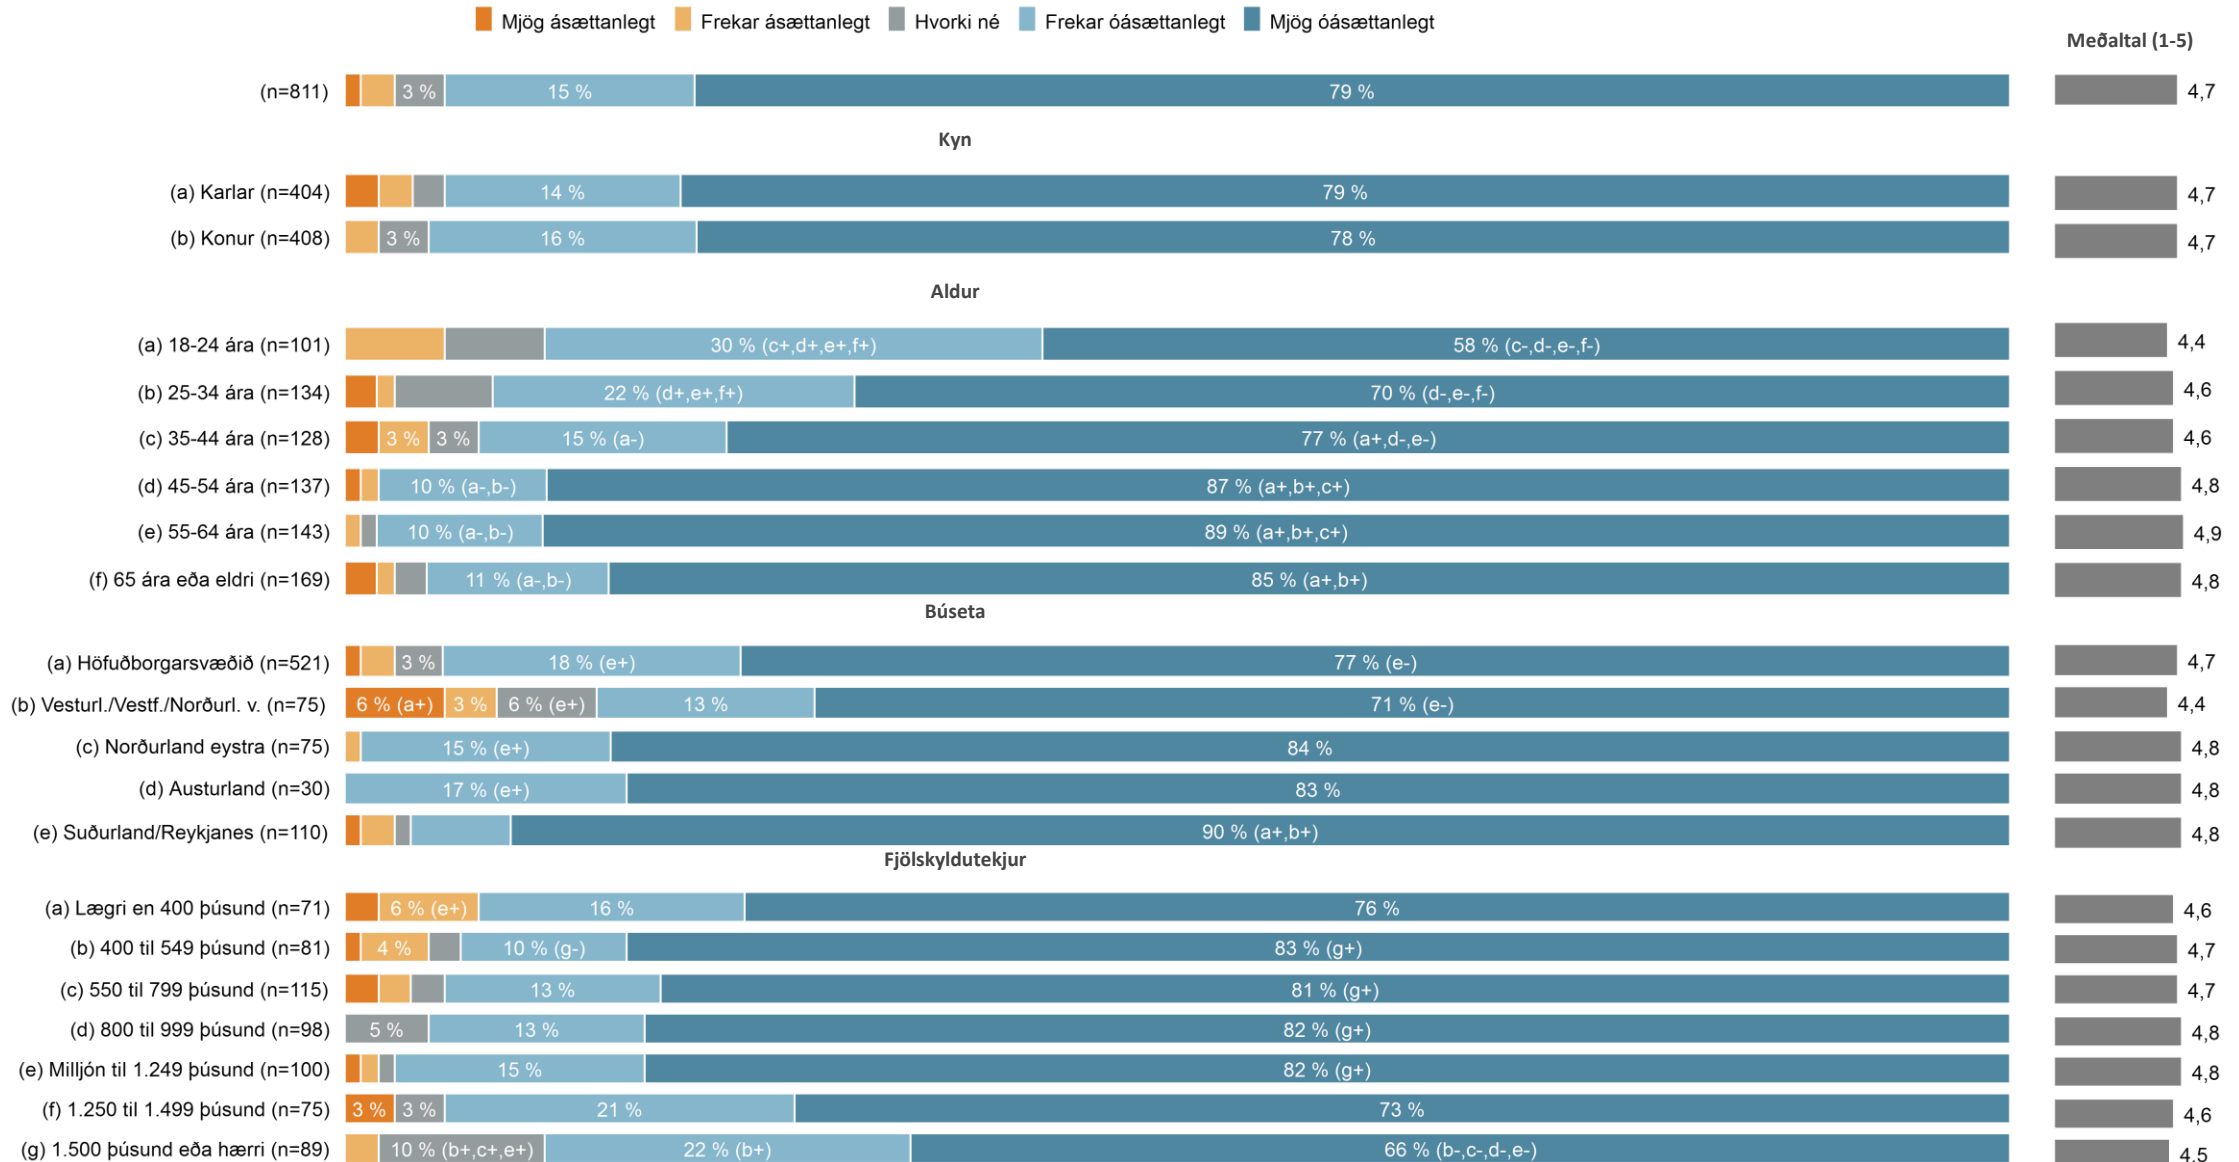 Mjög ásættanlegt Frekar ásættanlegt Hvorki né Frekar óásættanlegt Mjög óásættanlegt
Meðaltal (1-5)
(n=811) 3 % 15 % 79 % 4,7
Kyn
(a) Karlar (n=404) 14 % 79 % 4,7
(b) Konur (n=408) 3 % 16 % 78 % 4,7
Aldur
(a) 18-24 ára (n=101) 30 % (c+,d+,e+,f+) 58 % (c-,d-,e-,f-) 4,4
(b) 25-34 ára (n=134) 22 % (d+,e+,f+) 70 % (d-,e-,f-) 4,6
(c) 35-44 ára (n=128) 3 % 3 % 15 % (a-) 77 % (a+,d-,e-) 4,6
(d) 45-54 ára (n=137) 10 % (a-,b-) 87 % (a+,b+,c+) 4,8
(e) 55-64 ára (n=143) 10 % (a-,b-) 89 % (a+,b+,c+) 4,9
(f) 65 ára eða eldri (n=169) 11 % (a-,b-) 85 % (a+,b+) 4,8
Búseta
(a) Höfuðborgarsvæðið (n=521) 3 % 18 % (e+) 77 % (e-) 4,7
(b) Vesturl./Vestf./Norðurl. v. (n=75) 6 % (a+) 3 % 6 % (e+) 13 % 71 % (e-) 4,4
(c) Norðurland eystra (n=75) 15 % (e+) 84 % 4,8
(d) Austurland (n=30) 17 % (e+) 83 % 4,8
(e) Suðurland/Reykjanes (n=110) 90 % (a+,b+) 4,8
Fjölskyldutekjur
(a) Lægri en 400 þúsund (n=71) 6 % (e+) 16 % 76 % 4,6
(b) 400 til 549 þúsund (n=81) 4 % 10 % (g-) 83 % (g+) 4,7
(c) 550 til 799 þúsund (n=115) 13 % 81 % (g+) 4,7
(d) 800 til 999 þúsund (n=98) 5 % 13 % 82 % (g+) 4,8
(e) Milljón til 1.249 þúsund (n=100) 15 % 82 % (g+) 4,8
(f) 1.250 til 1.499 þúsund (n=75) 3 % 3 % 21 % 73 % 4,6
(g) 1.500 þúsund eða hærri (n=89) 10 % (b+,c+,e+) 22 % (b+) 66 % (b-,c-,d-,e-) 4,5